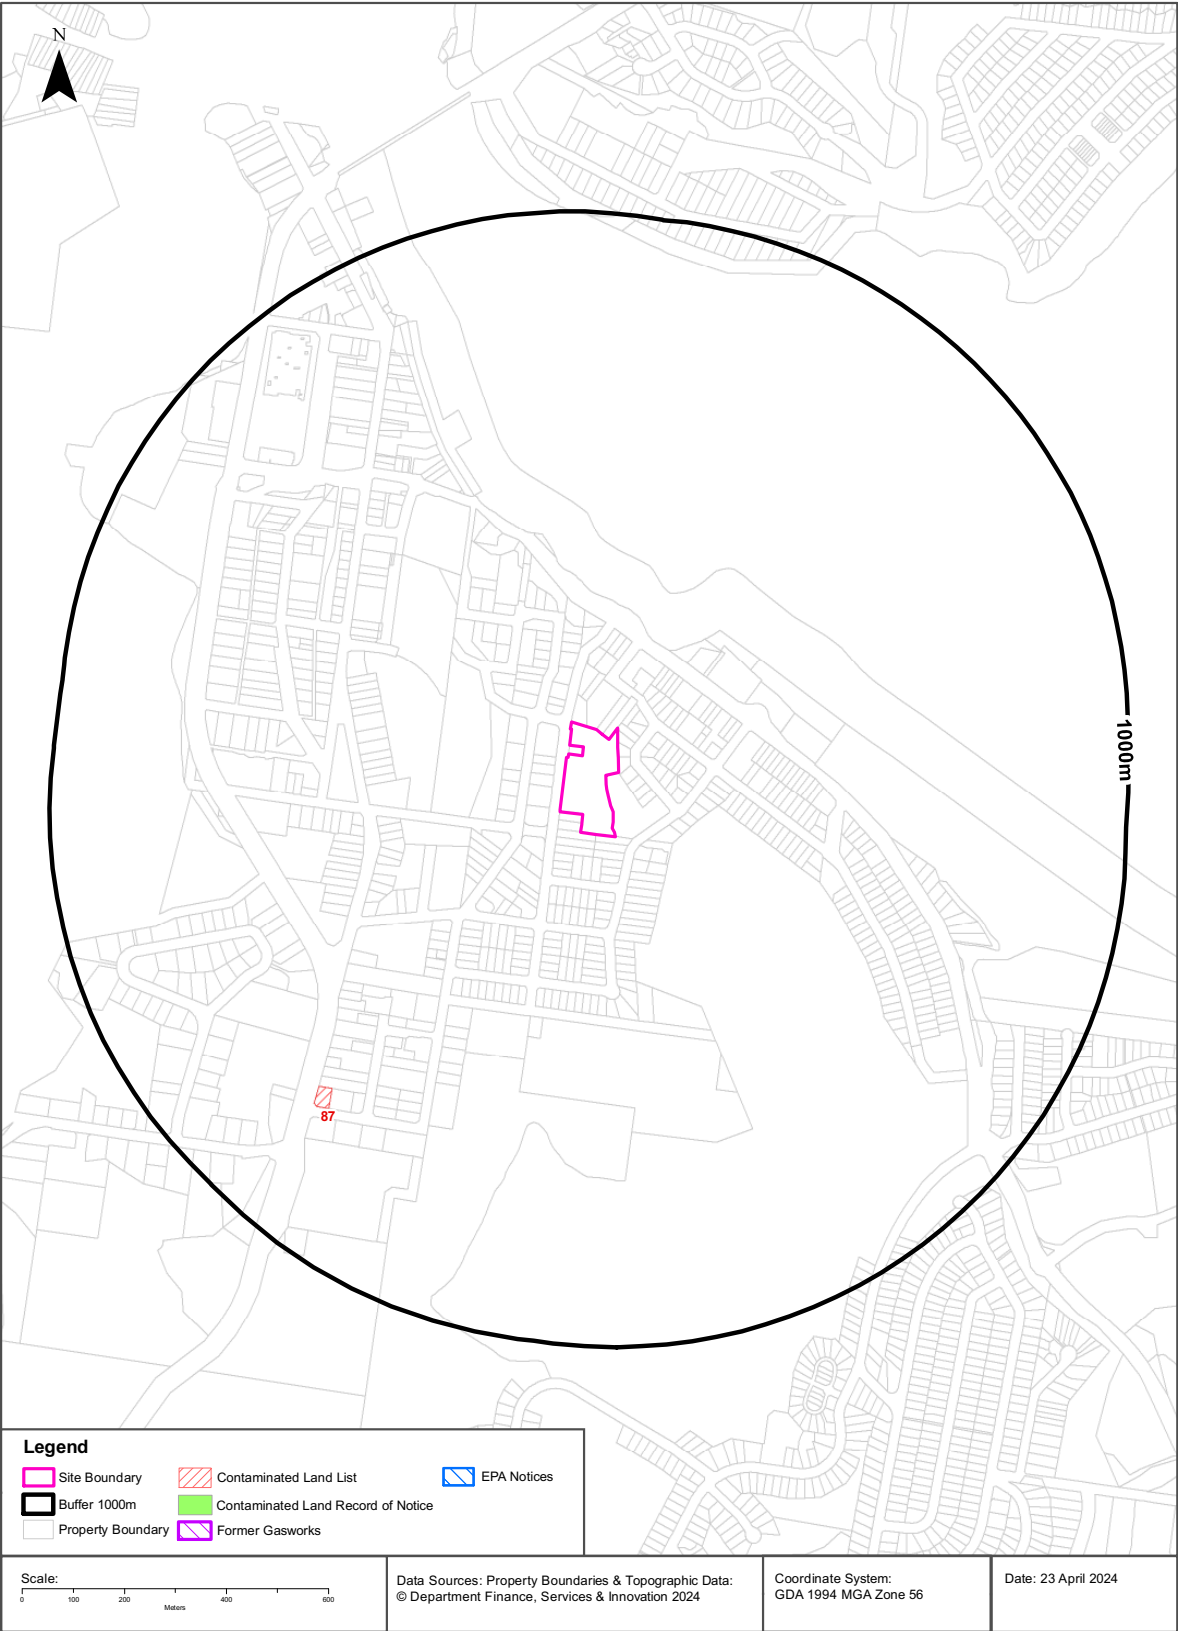 N
1000m
87
Legend
Site Boundary
Contaminated Land List
EPA Notices
Buffer 1000m
Contaminated Land Record of Notice
Property Boundary
Former Gasworks
Scale:
0 100 200 400 600
Meters
Data Sources: Property Boundaries & Topographic Data:
© Department Finance, Services & Innovation 2024
Coordinate System:
GDA 1994 MGA Zone 56
Date: 23 April 2024